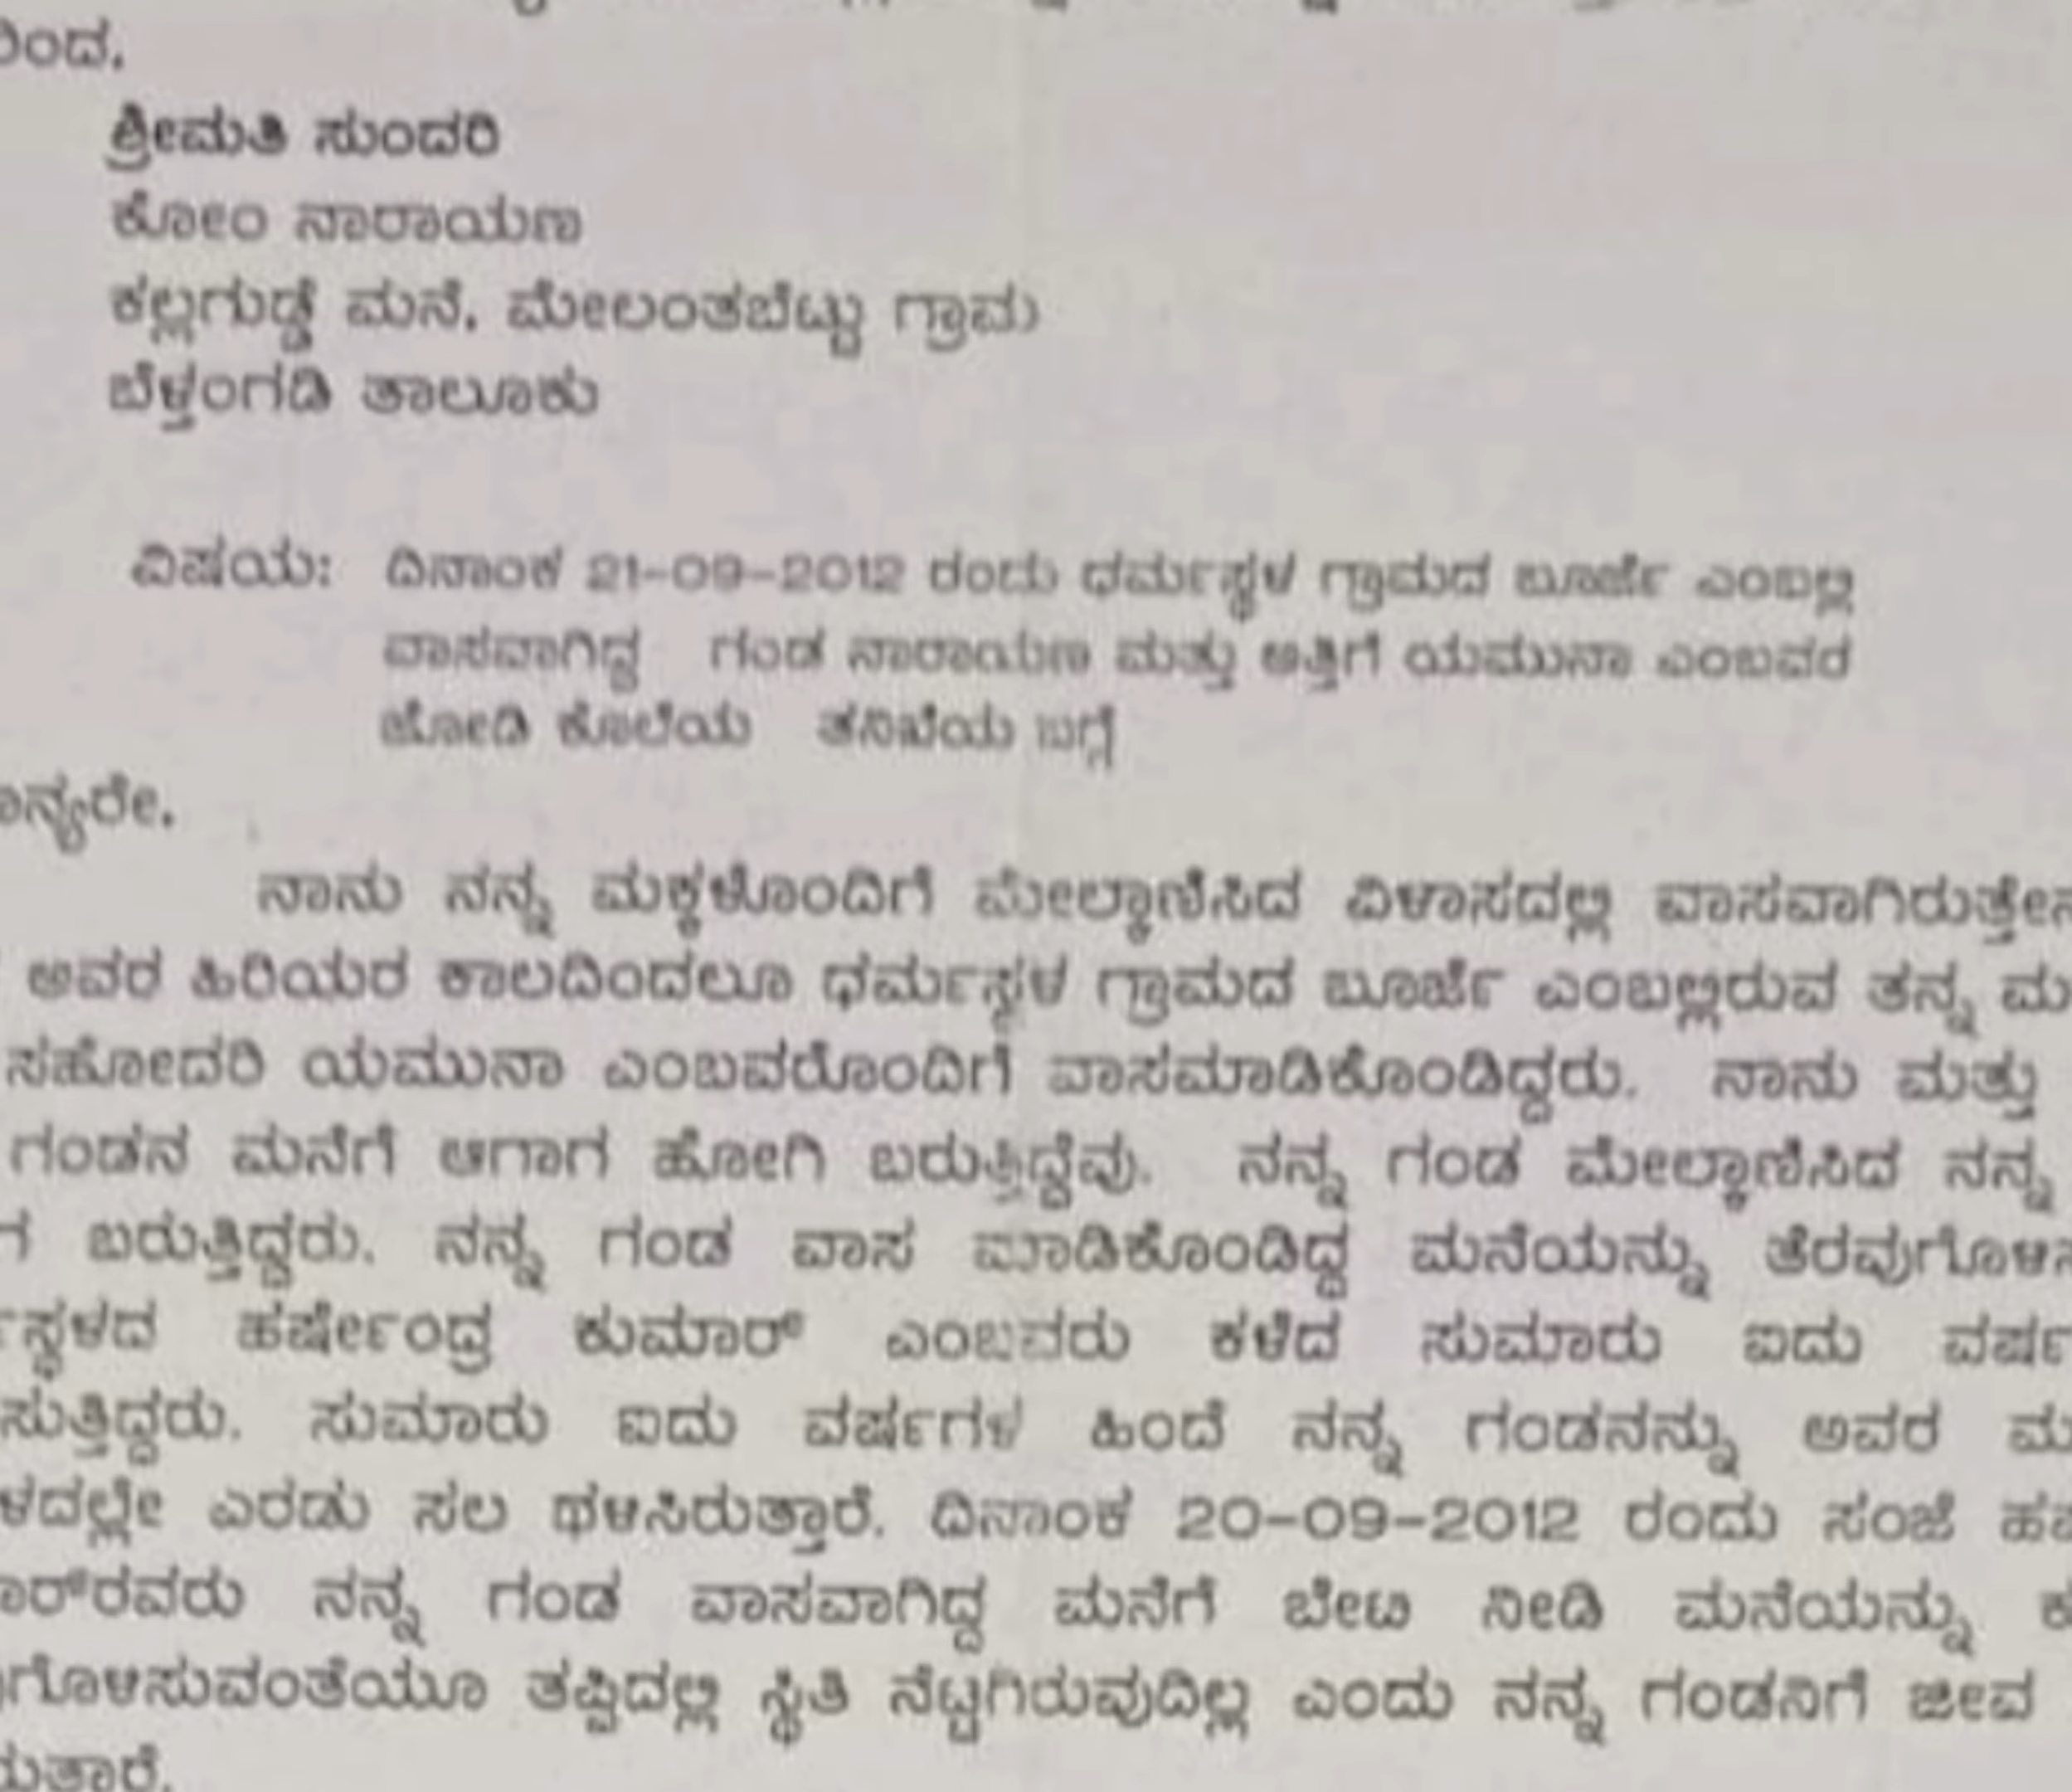 ರಿಂದ,
ಶ್ರೀಮತಿ ಸುಂದರಿ
ಕೋಂ ನಾರಾಯಣ
ಕಲ್ಲಗುಡ್ಡೆ ಮನೆ, ಮೇಲಂತಬೆಟ್ಟು ಗ್ರಾಮ
ಬೆಳ್ತಂಗಡಿ ತಾಲೂಕು
ವಿಷಯ: ದಿನಾಂಕ 21-09-2012 ರಂದು ಧರ್ಮಸ್ಥಳ ಗ್ರಾಮದ ಬೂರ್ಜೆ ಎಂಬಲ್ಲಿ
ವಾಸವಾಗಿದ್ದ ಗಂಡ ನಾರಾಯಣ ಮತ್ತು ಅತ್ತಿಗೆ ಯಮುನಾ ಎಂಬವರ
ಜೋಡಿ ಕೊಲೆಯ ತನಿಖೆಯ ಬಗ್ಗೆ
ಾನ್ಯರೇ,
ನಾನು ನನ್ನ ಮಕ್ಕಳೊಂದಿಗೆ ಮೇಲ್ಕಾಣಿಸಿದ ವಿಳಾಸದಲ್ಲಿ ವಾಸವಾಗಿರುತ್ತೇನ
ಅವರ ಹಿರಿಯರ ಕಾಲದಿಂದಲೂ ಧರ್ಮಸ್ಥಳ ಗ್ರಾಮದ ಬೂರ್ಜೆ ಎಂಬಲ್ಲಿರುವ ತನ್ನ ಮ
ಸಹೋದರಿ ಯಮುನಾ ಎಂಬವರೊಂದಿಗೆ ವಾಸಮಾಡಿಕೊಂಡಿದ್ದರು. ನಾನು ಮತ್ತು
ಗಂಡನ ಮನೆಗೆ ಆಗಾಗ ಹೋಗಿ ಬರುತ್ತಿದ್ದೆವು. ನನ್ನ ಗಂಡ ಮೇಲ್ಕಾಣಿಸಿದ ನನ್ನ
ಗ ಬರುತ್ತಿದ್ದರು. ನನ್ನ ಗಂಡ ವಾಸ ಮಾಡಿಕೊಂಡಿದ್ದ ಮನೆಯನ್ನು ತೆರವುಗೊಳಿಸ
ರ್ಸ್ಥಳದ ಹರ್ಷೇಂದ್ರ ಕುಮಾರ್ ಎಂಬವರು ಕಳೆದ ಸುಮಾರು ಐದು ವರ್ಷ
ಸುತ್ತಿದ್ದರು. ಸುಮಾರು ಐದು ವರ್ಷಗಳ ಹಿಂದೆ ನನ್ನ ಗಂಡನನ್ನು ಅವರ ಮ
ಳದಲ್ಲೇ ಎರಡು ಸಲ ಥಳಿಸಿರುತ್ತಾರೆ. ದಿನಾಂಕ 20-09-2012 ರಂದು ಸಂಜೆ ಹ
ಾರ್‌ರವರು ನನ್ನ ಗಂಡ ವಾಸವಾಗಿದ್ದ ಮನೆಗೆ ಬೇಟಿ ನೀಡಿ ಮನೆಯನ್ನು ಕ
ಗೊಳಿಸುವಂತೆಯೂ ತಪ್ಪಿದಲ್ಲಿ ಸ್ಥಿತಿ ನೆಟ್ಟಗಿರುವುದಿಲ್ಲ ಎಂದು ನನ್ನ ಗಂಡನಿಗೆ ಜೀವ
ರುತ್ತಾರೆ.